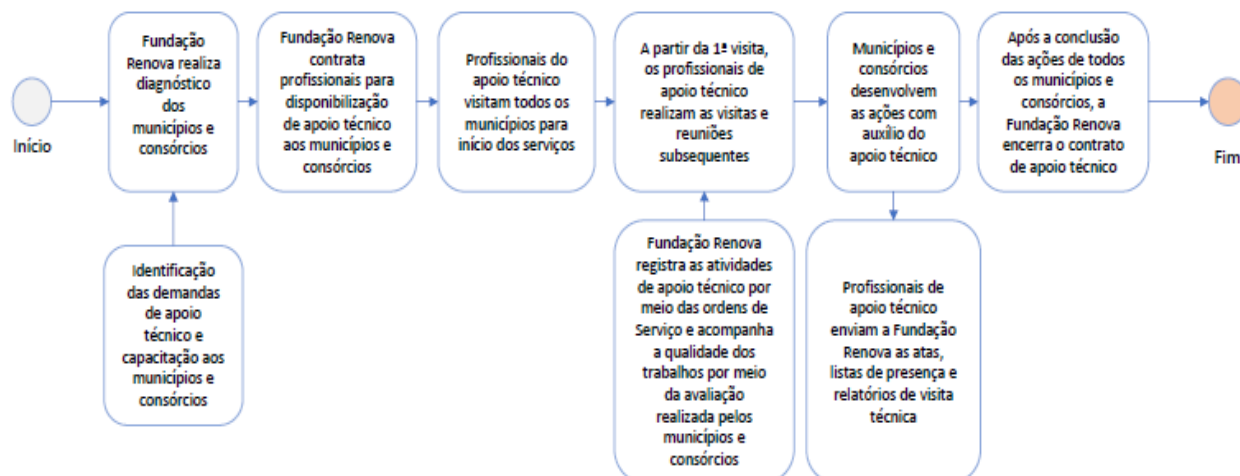 Início
Fundação
Renova realiza
diagnóstico
dos
municípios e
consórcios
Fundação Renova
contrata
profissionais para
disponibilização
de apoio técnico
aos municípios e
consórcios
Profissionais do
apoio técnico
visitam todos os
municípios para
início dos serviços
A partir da 1ª visita,
os profissionais de
apoio técnico
realizam as visitas e
reuniões
subsequentes
Municípios e
consórcios
desenvolvem
as ações com
auxílio do
apoio técnico
Após a conclusão
das ações de todos
os municípios e
consórcios, a
Fundação Renova
encerra o contrato
de apoio técnico
Fim
Identificação
das demandas
de apoio
técnico e
capacitação aos
municípios e
consórcios
Fundação Renova
registra as atividades
de apoio técnico por
meio das ordens de
Serviço e acompanha
a qualidade dos
trabalhos por meio
da avaliação
realizada pelos
municípios e
consórcios
Profissionais de
apoio técnico
enviam a Fundação
Renova as atas,
listas de presença e
relatórios de visita
técnica